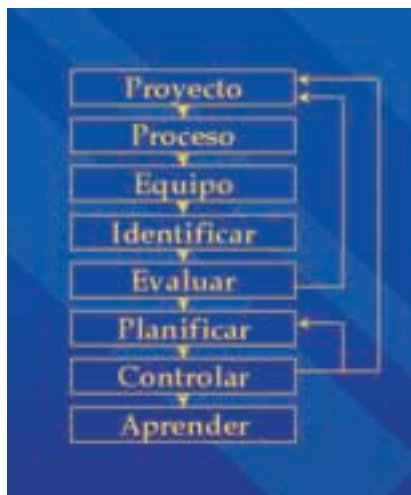 Proyecto
Proceso
Equipo
Identificar
Evaluar
Planificar
Controlar
Aprender